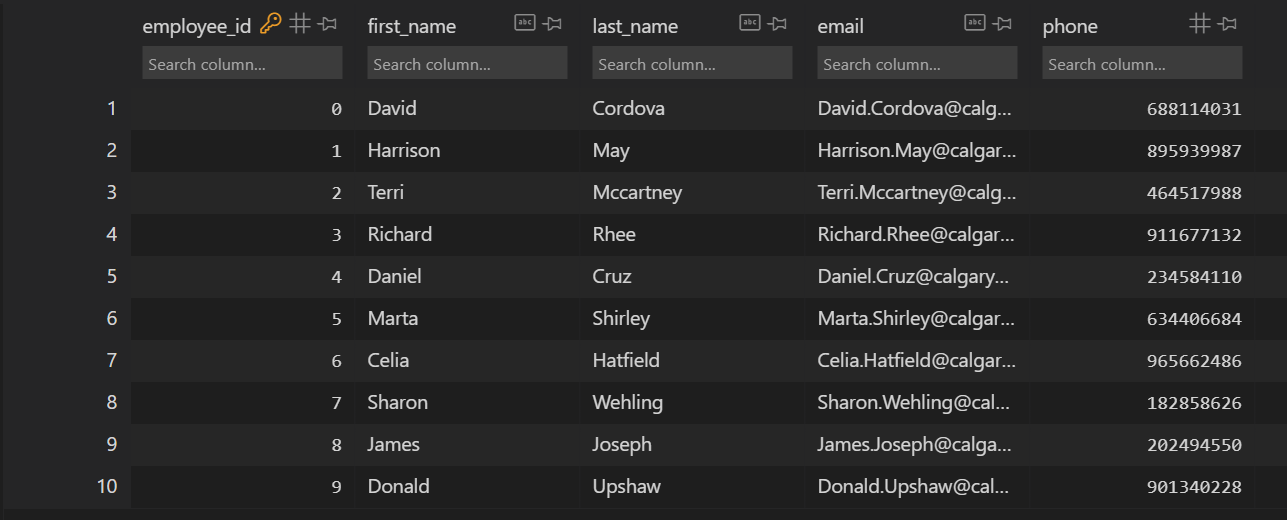 employee_id first_name abc last_name abc email abc phone
Search column... Search column... Search column... Search column... Search column...
1 0 David Cordova David.Cordova@calg... 688114031
2 1 Harrison May Harrison.May@calgar... 895939987
3 2 Terri Mccartney Terri.Mccartney@calg... 464517988
4 3 Richard Rhee Richard.Rhee@calgar... 911677132
5 4 Daniel Cruz Daniel.Cruz@calgary... 234584110
6 5 Marta Shirley Marta.Shirley@calgar... 634406684
7 6 Celia Hatfield Celia.Hatfield@calgar... 965662486
8 7 Sharon Wehling Sharon.Wehling@cal... 182858626
9 8 James Joseph James.Joseph@calga... 202494550
10 9 Donald Upshaw Donald.Upshaw@cal... 901340228